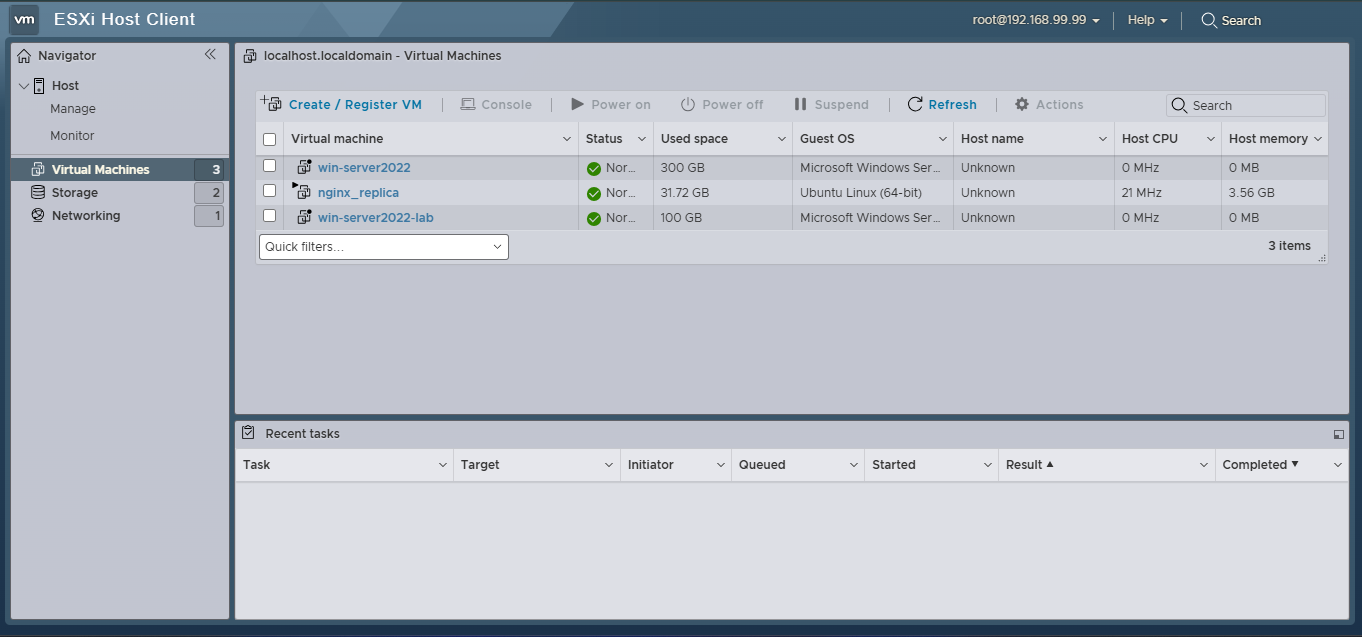 vm ESXi Host Client root@192.168.99.99 Help Search
Navigator
Host
Manage
Monitor
Virtual Machines 3
Storage 2
Networking 1
localhost.localdomain - Virtual Machines
Create / Register VM Console Power on Power off Suspend Refresh Actions Search
Virtual machine Status Used space Guest OS Host name Host CPU Host memory
win-server2022 Nor... 300 GB Microsoft Windows Ser... Unknown 0 MHz 0 MB
nginx_replica Nor... 31.72 GB Ubuntu Linux (64-bit) Unknown 21 MHz 3.56 GB
win-server2022-lab Nor... 100 GB Microsoft Windows Ser... Unknown 0 MHz 0 MB
Quick filters... 3 items
Recent tasks
Task Target Initiator Queued Started Result Completed